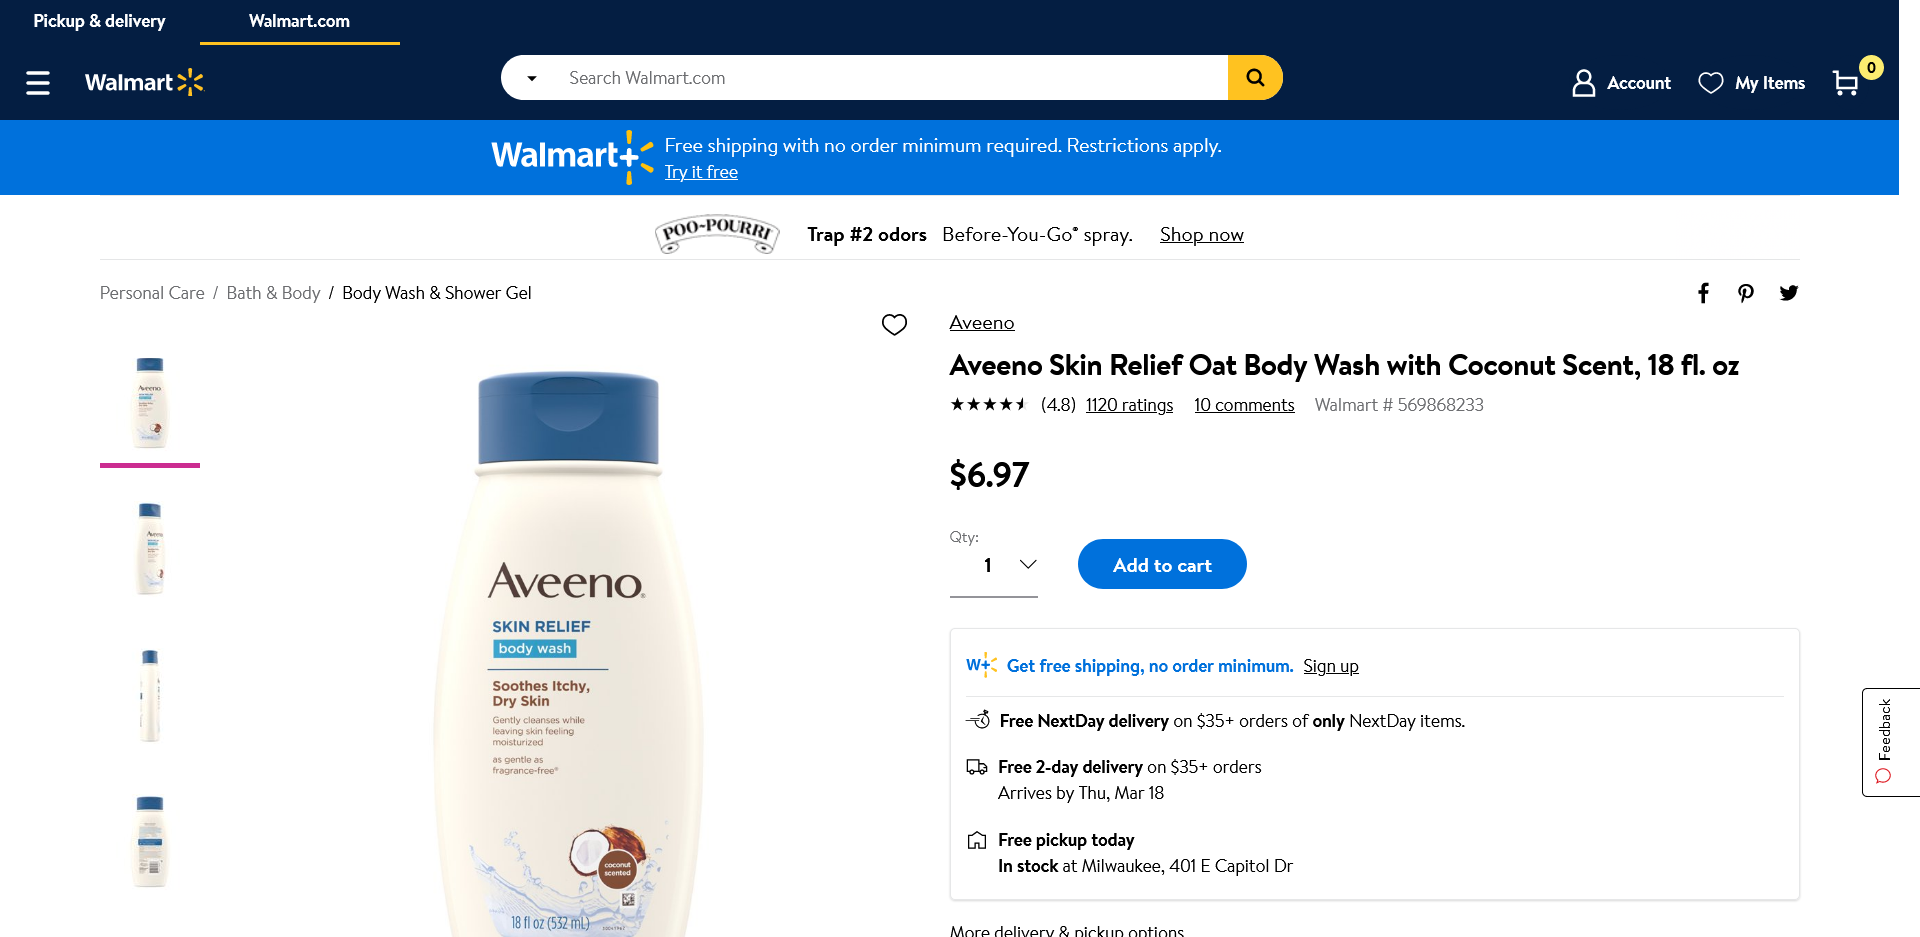 Pickup & delivery
Walmart.com
Walmart
Search Walmart.com
Account
My Items
0
Walmart+
Free shipping with no order minimum required. Restrictions apply.
Try it free
POO-POURRI
Trap #2 odors Before-You-Go® spray. Shop now
Personal Care / Bath & Body / Body Wash & Shower Gel
Aveeno
Aveeno Skin Relief Oat Body Wash with Coconut Scent, 18 fl. oz
(4.8) 1120 ratings 10 comments Walmart # 569868233
$6.97
Qty:
1
Add to cart
W+ Get free shipping, no order minimum. Sign up
Free NextDay delivery on $35+ orders of only NextDay items.
Free 2-day delivery on $35+ orders
Arrives by Thu, Mar 18
Free pickup today
In stock at Milwaukee, 401 E Capitol Dr
More delivery & pickup options
Feedback
Aveeno®
SKIN RELIEF
body wash
Soothes Itchy,
Dry Skin
Gently cleanses while
leaving skin feeling
moisturized
as gentle as
fragrance-free*
coconut
scented
18 fl oz (532 mL)
Aveeno
Aveeno